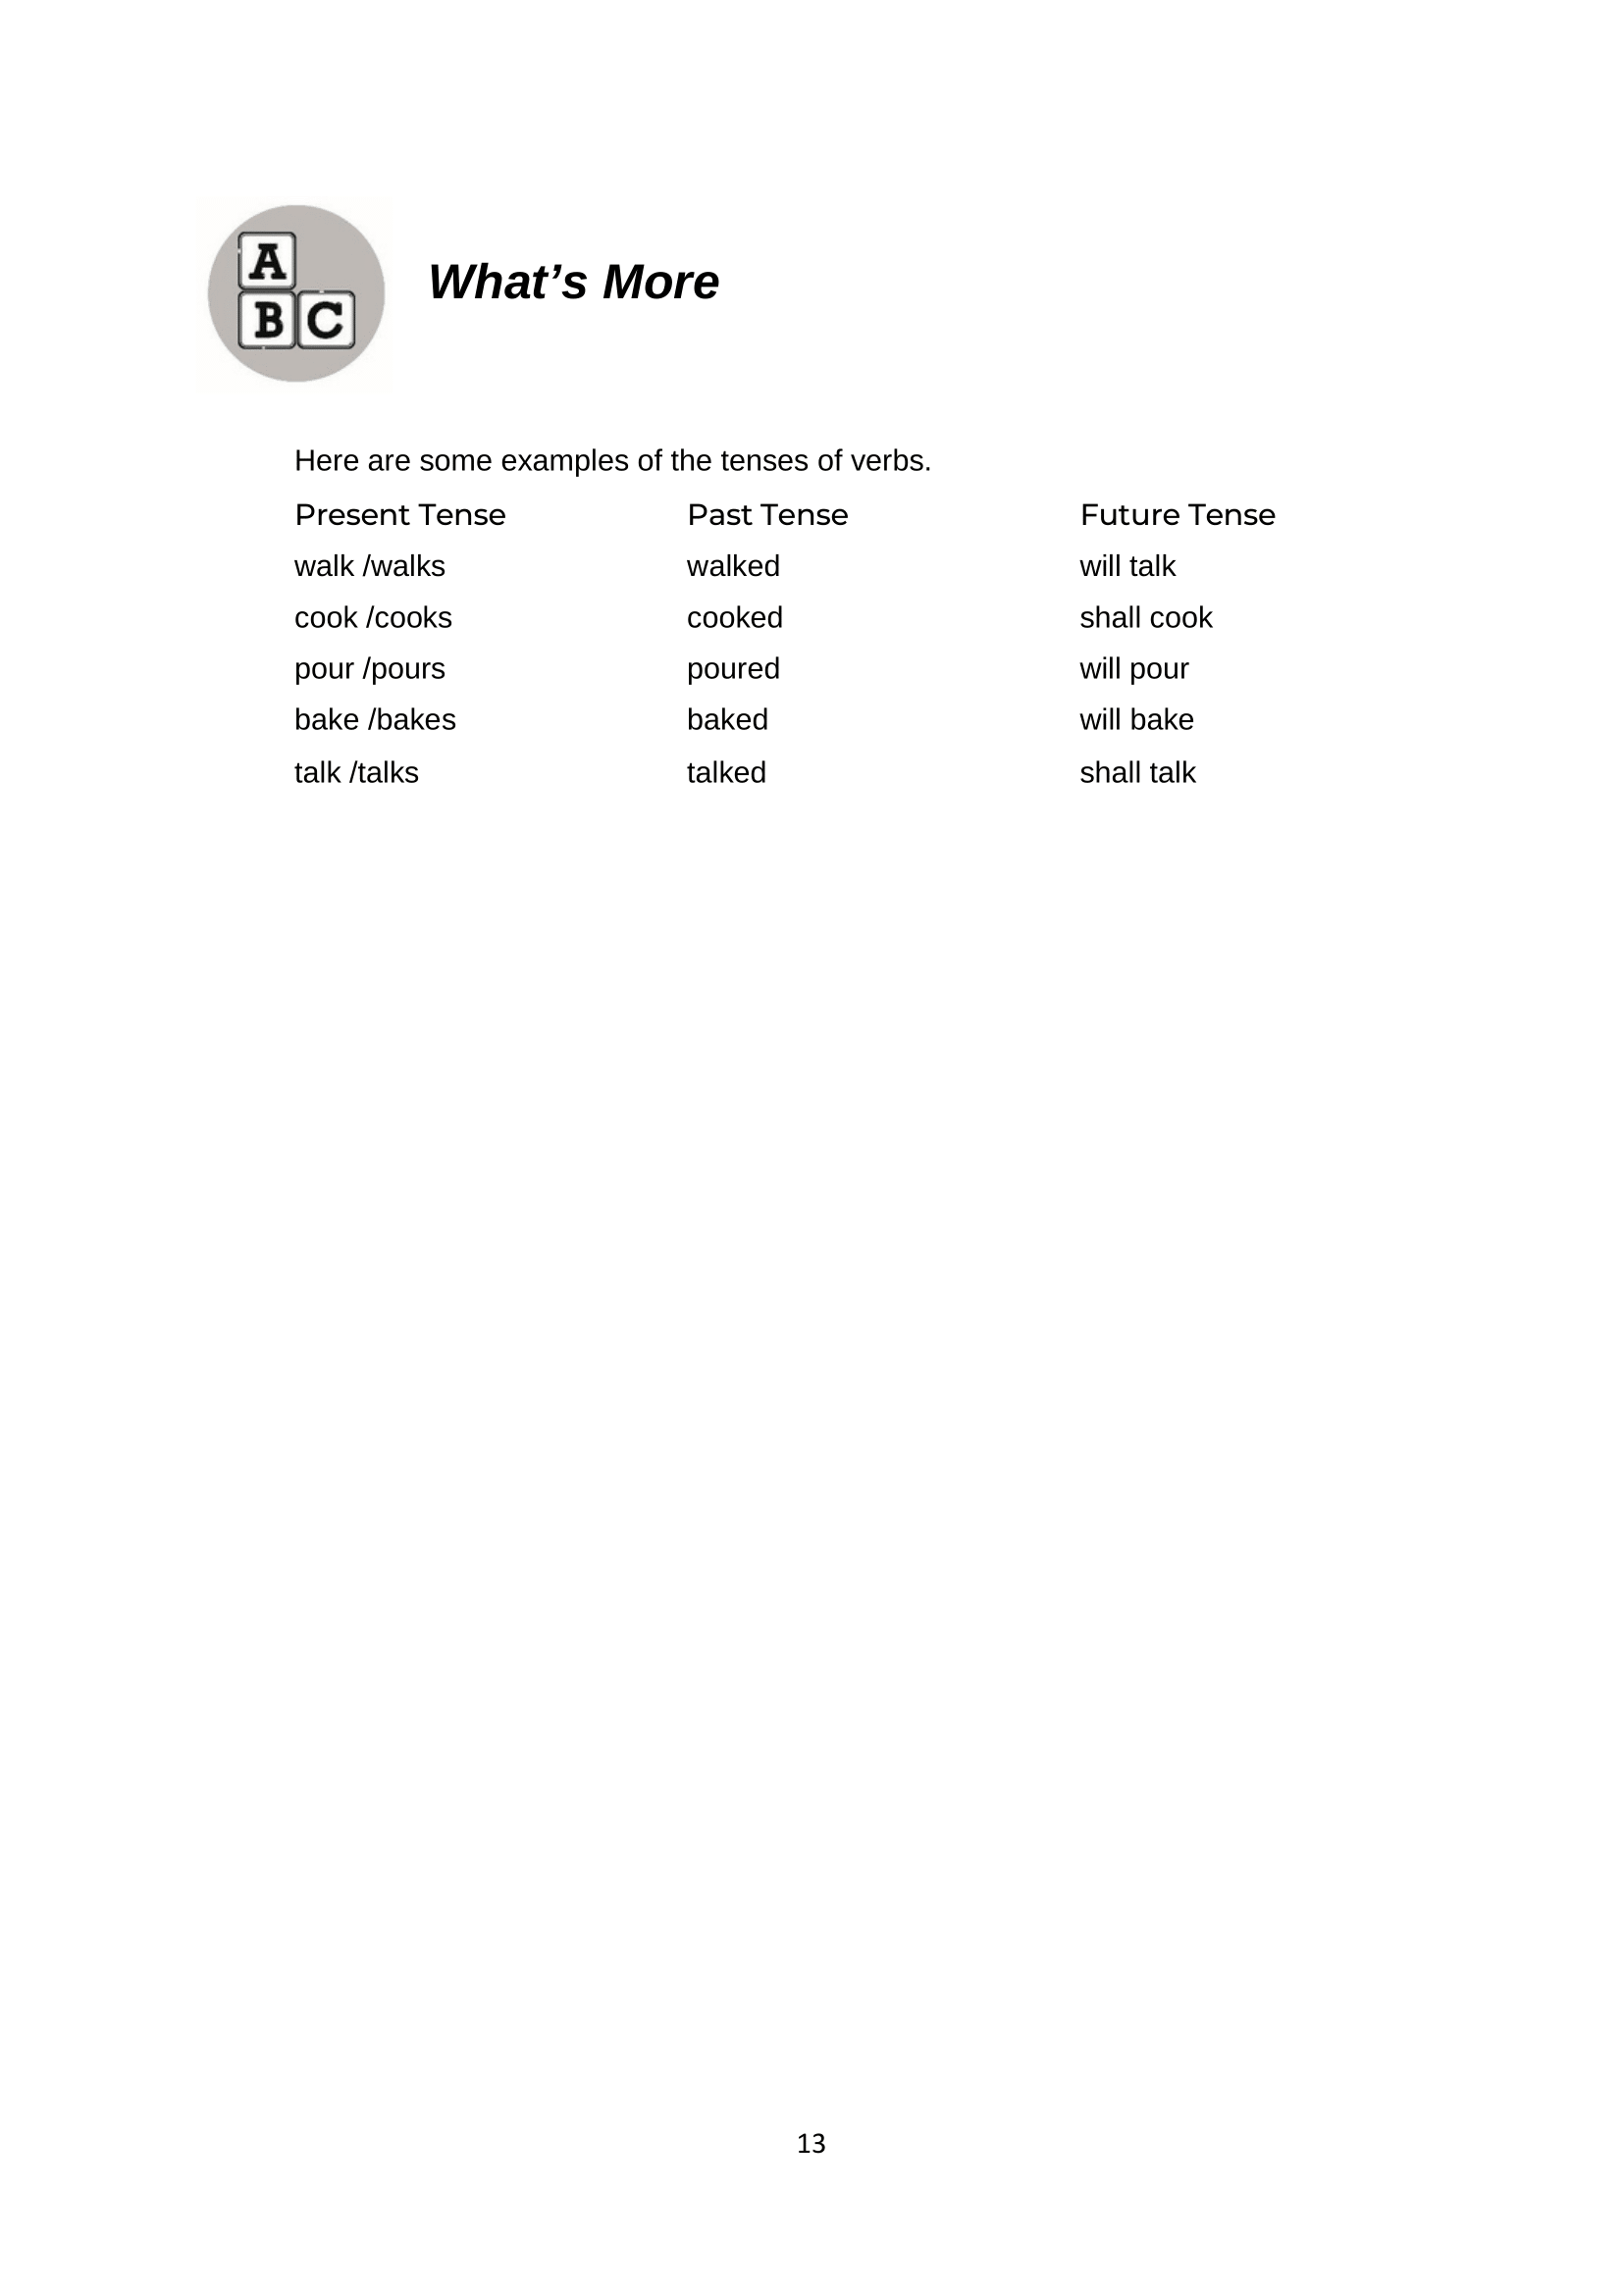 A
B C
What’s More
Here are some examples of the tenses of verbs.
Present Tense Past Tense Future Tense
walk /walks walked will talk
cook /cooks cooked shall cook
pour /pours poured will pour
bake /bakes baked will bake
talk /talks talked shall talk
13